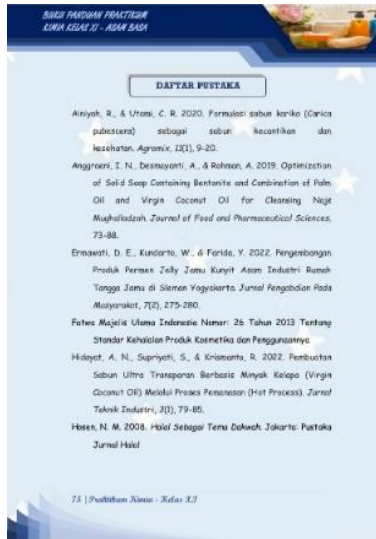 BUKU PANDUAN PRAKTIKUM
KIMIA KELAS XI – ASAM BASA
DAFTAR PUSTAKA
Ainiyah, R., & Utami, C. R. 2020. Formulasi sabun karika (Carica
pubescens) sebagai sabun kecantikan dan
kesehatan. Agromix, 11(1), 9-20.
Anggraeni, I. N., Desmayanti, A., & Rohman, A. 2019. Optimization
of Solid Soap Containing Bentonite and Combination of Palm
Oil and Virgin Coconut Oil for Cleansing Najs
Mughalladzah. Journal of Food and Pharmaceutical Sciences,
73-88.
Ermawati, D. E., Kundarto, W., & Farida, Y. 2022. Pengembangan
Produk Permen Jelly Jamu Kunyit Asam Industri Rumah
Tangga Jamu di Sleman Yogyakarta. Jurnal Pengabdian Pada
Masyarakat, 7(2), 275-280.
Fatwa Majelis Ulama Indonesia Nomor: 26 Tahun 2013 Tentang
Standar Kehalalan Produk Kosmetika dan Penggunaannya
Hidayat, A. N., Supriyati, S., & Krismanto, R. 2022. Pembuatan
Sabun Ultra Transparan Berbasis Minyak Kelapa (Virgin
Coconut Oil) Melalui Proses Pemanasan (Hot Process). Jurnal
Teknik Industri, 3(1), 79-85.
Hosen, N. M. 2008. Halal Sebagai Tema Dakwah. Jakarta: Pustaka
Jurnal Halal
75 | Praktikum Kimia - Kelas XI